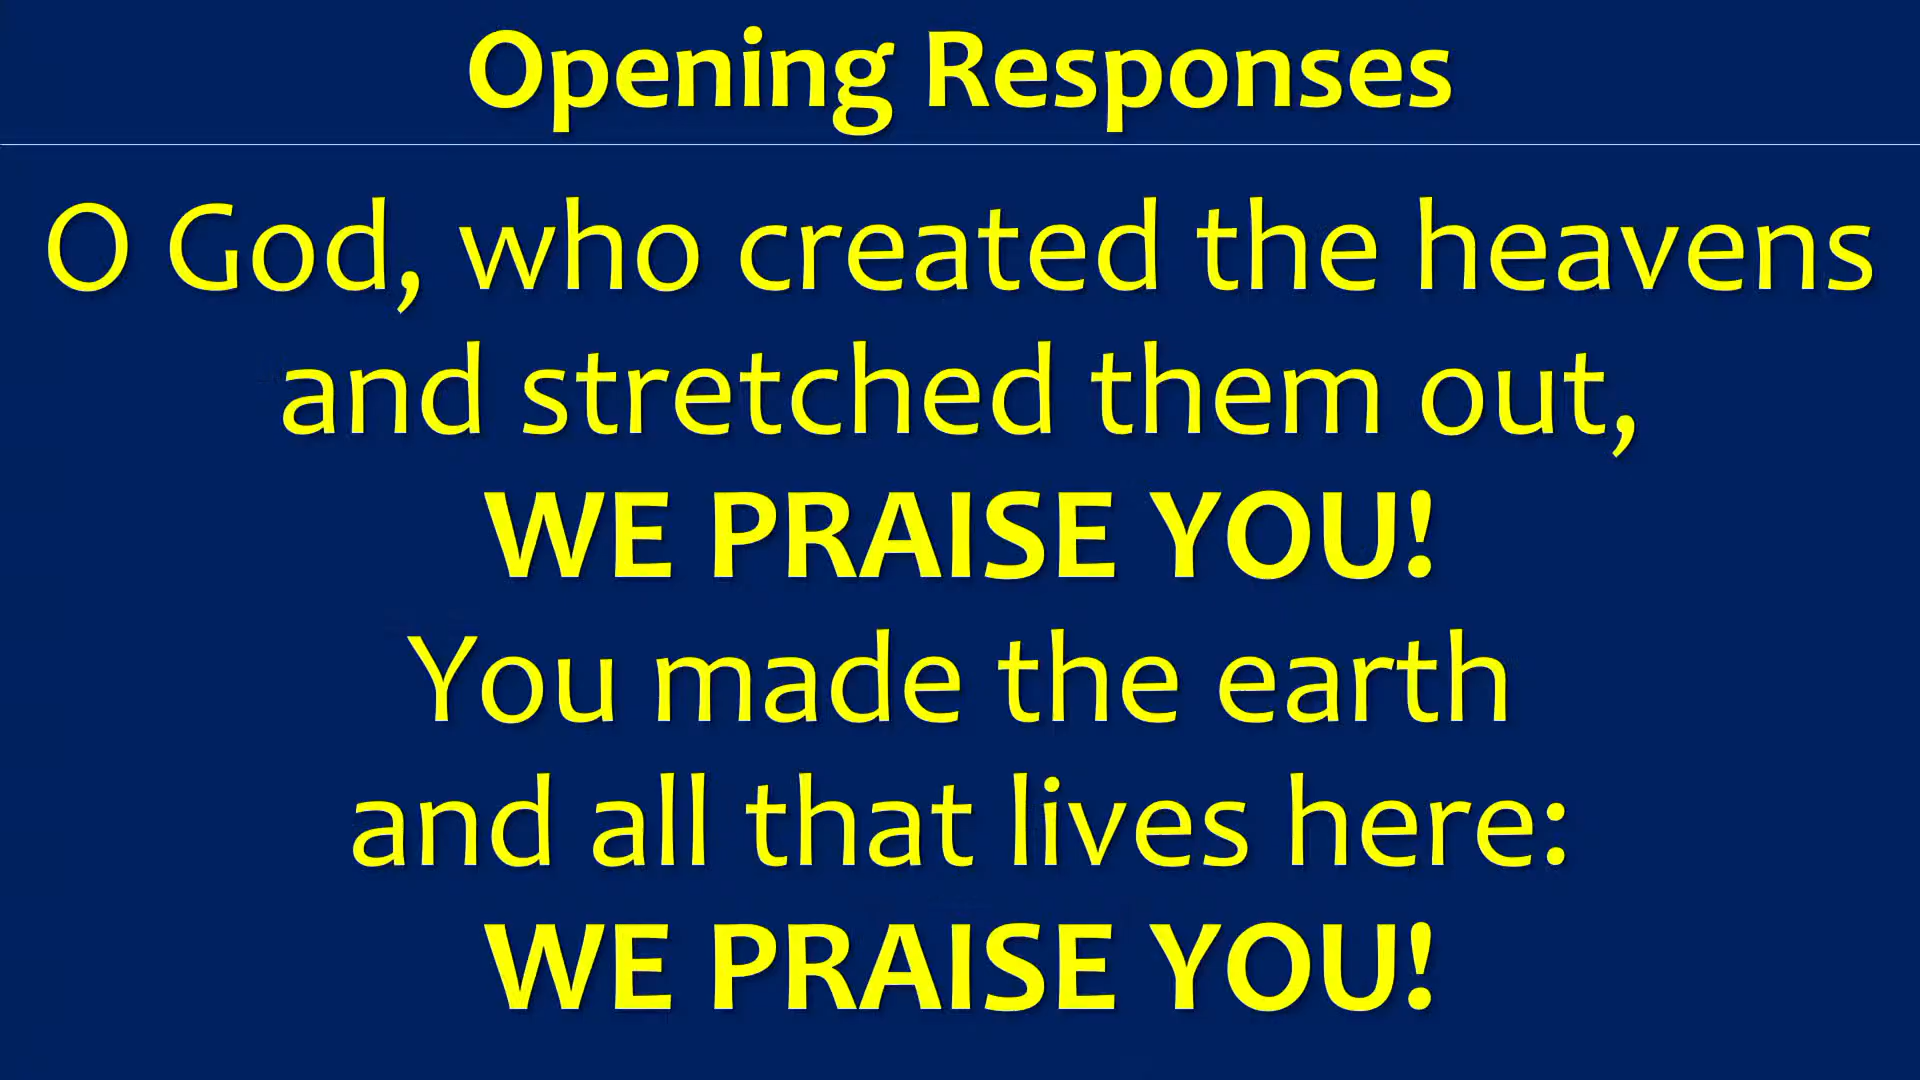 Opening Responses
O God, who created the heavens
and stretched them out,
WE PRAISE YOU!
You made the earth
and all that lives here:
WE PRAISE YOU!